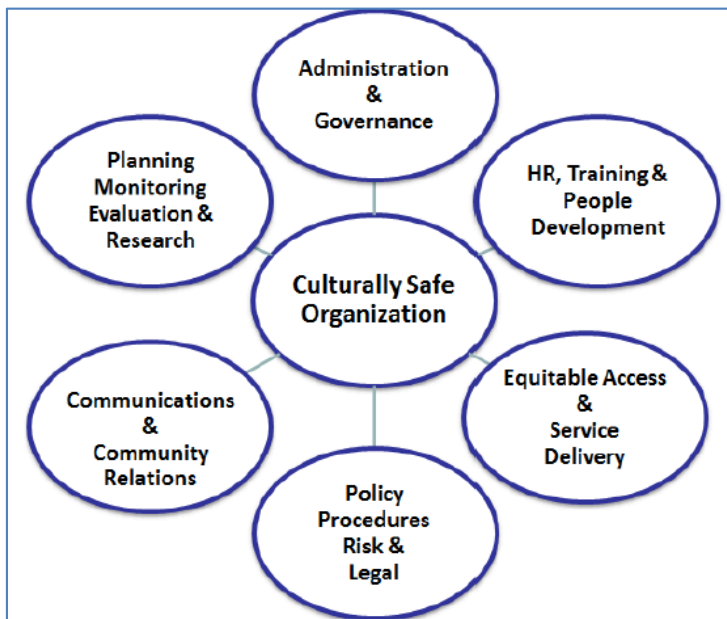 Administration
&
Governance
HR, Training &
People
Development
Equitable Access
&
Service
Delivery
Policy
Procedures
Risk &
Legal
Communications
&
Community
Relations
Planning
Monitoring
Evaluation &
Research
Culturally Safe
Organization